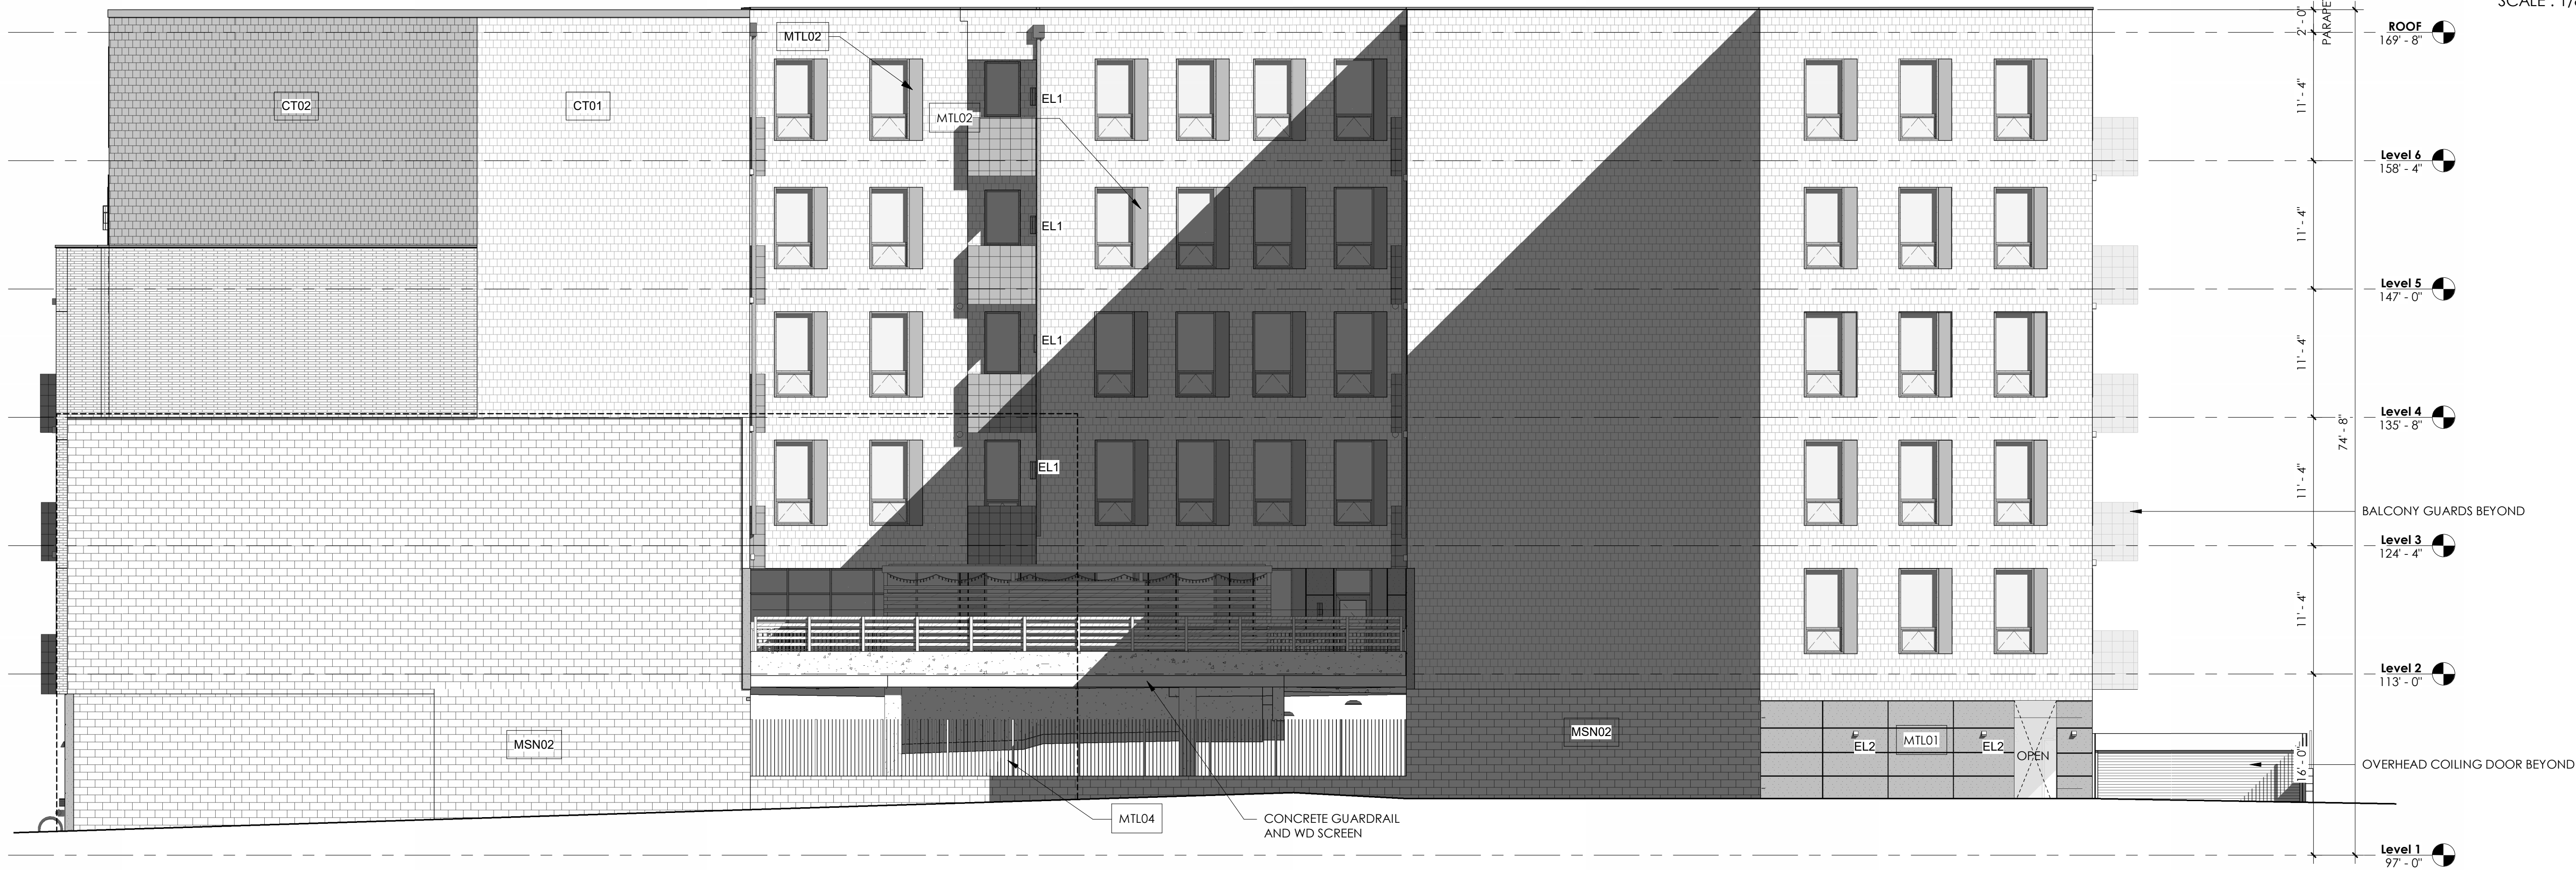 SCALE : 1/8
2' - 0"
PARAPE
ROOF
169' - 8"
MTL02
CT02
CT01
EL1
MTL02
11' - 4"
Level 6
158' - 4"
EL1
11' - 4"
Level 5
147' - 0"
EL1
11' - 4"
Level 4
135' - 8"
74' - 8"
EL1
11' - 4"
BALCONY GUARDS BEYOND
Level 3
124' - 4"
11' - 4"
Level 2
113' - 0"
MSN02
MSN02
EL2
MTL01
EL2
OPEN
16' - 0"
OVERHEAD COILING DOOR BEYOND
MTL04
CONCRETE GUARDRAIL
AND WD SCREEN
Level 1
97' - 0"